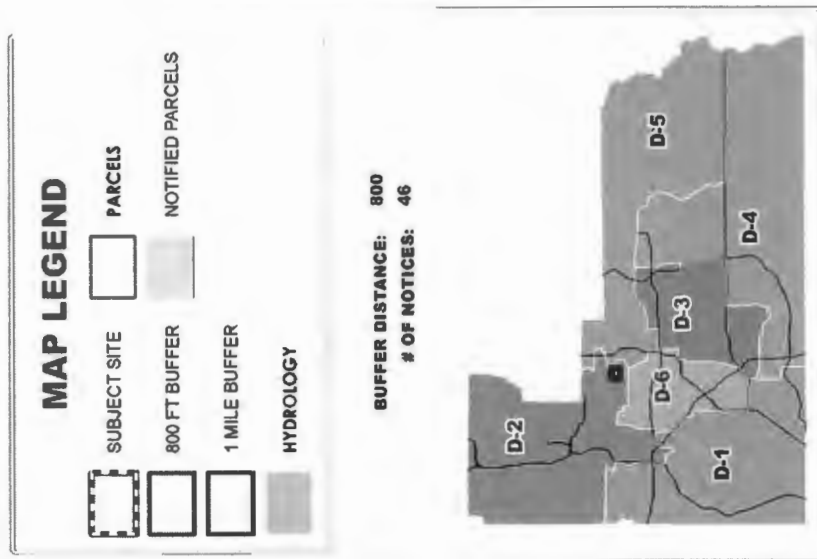 MAP LEGEND
SUBJECT SITE
PARCELS
800 FT BUFFER
NOTIFIED PARCELS
1 MILE BUFFER
HYDROLOGY
BUFFER DISTANCE: 800
# OF NOTICES: 46
D-2
D-5
D-3
D-4
D-6
D-1